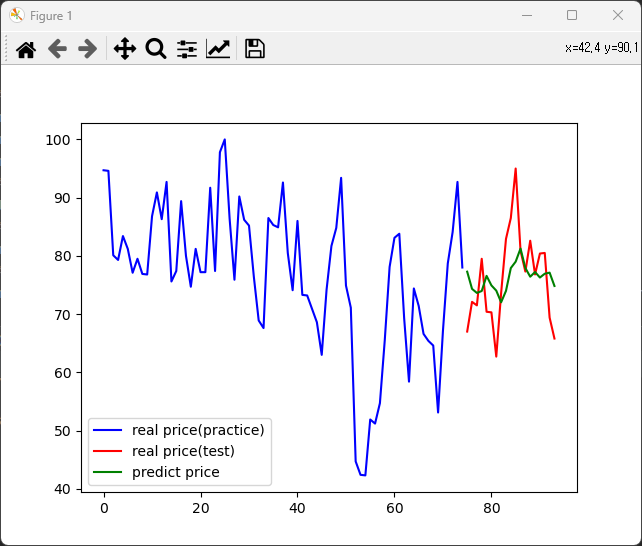 Figure 1
x=42.4 y=90.1
100
90
80
70
60
50
40
real price(practice)
real price(test)
predict price
0
20
40
60
80